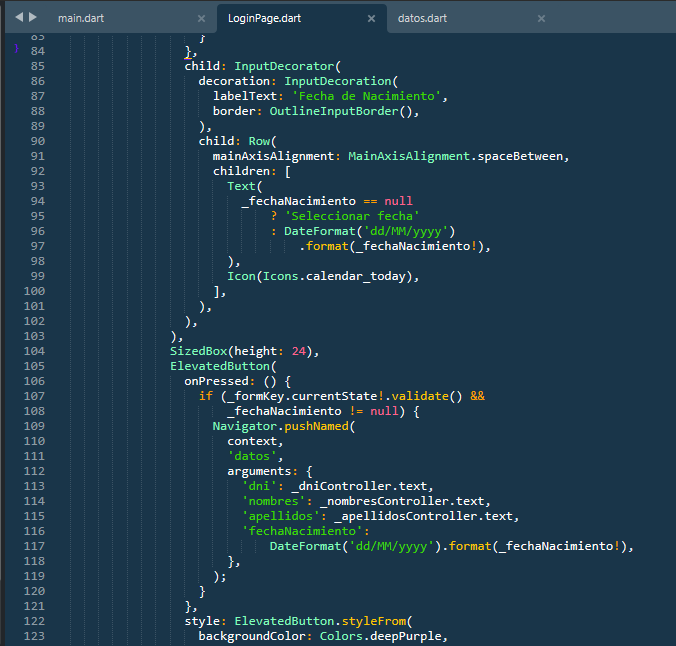 main.dart × LoginPage.dart × datos.dart ×
83 }
84 },
85 child: InputDecorator(
86 decoration: InputDecoration(
87 labelText: 'Fecha de Nacimiento',
88 border: OutlineInputBorder(),
89 ),
90 child: Row(
91 mainAxisAlignment: MainAxisAlignment.spaceBetween,
92 children: [
93 Text(
94 _fechaNacimiento == null
95 ? 'Seleccionar fecha'
96 : DateFormat('dd/MM/yyyy')
97 .format(_fechaNacimiento!),
98 ),
99 Icon(Icons.calendar_today),
100 ],
101 ),
102 ),
103 ),
104 SizedBox(height: 24),
105 ElevatedButton(
106 onPressed: () {
107 if (_formKey.currentState!.validate() &&
108 _fechaNacimiento != null) {
109 Navigator.pushNamed(
110 context,
111 'datos',
112 arguments: {
113 'dni': _dniController.text,
114 'nombres': _nombresController.text,
115 'apellidos': _apellidosController.text,
116 'fechaNacimiento':
117 DateFormat('dd/MM/yyyy').format(_fechaNacimiento!),
118 },
119 );
120 }
121 },
122 style: ElevatedButton.styleFrom(
123 backgroundColor: Colors.deepPurple,